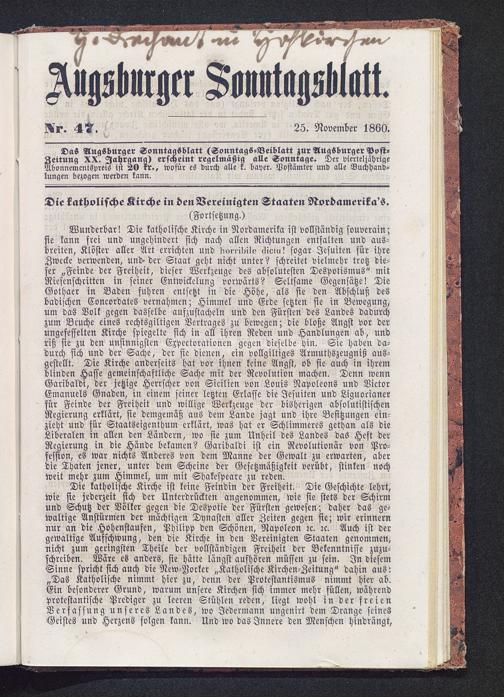 H. Dechant in Hohkirchen
Augsburger Sonntagsblatt.
Nr. 47.
25. November 1860.
Das Augsburger Sonntagsblatt (Sonntags-Beiblatt zur Augsburger Post-
Zeitung XX. Jahrgang) erscheint regelmäßig alle Sonntage. Der vierteljährige
Abonnementspreis ist 20 kr., wofür es durch alle k. bayer. Postämter und alle Buchhand-
lungen bezogen werden kann.
Die katholische Kirche in den Vereinigten Staaten Nordamerika's.
(Fortsetzung.)
Wunderbar! Die katholische Kirche in Nordamerika ist vollständig souverain;
sie kann frei und ungehindert sich nach allen Richtungen entfalten und aus-
breiten, Klöster aller Art errichten und horribile dictu! sogar Jesuiten für ihre
Zwecke verwenden, und der Staat geht nicht unter? schreitet vielmehr trotz die-
ser „Feinde der Freiheit, dieser Werkzeuge des absolutesten Despotismus“ mit
Riesenschritten in seiner Entwickelung vorwärts? Seltsame Gegensätze! Die
Gothaer in Baden fuhren entsetzt in die Höhe, als sie den Abschluß des
badischen Concordates vernahmen; Himmel und Erde setzten sie in Bewegung,
um das Volk gegen dasselbe aufzustacheln und den Fürsten des Landes dadurch
zum Bruche eines rechtsgiltigen Vertrages zu bewegen; die bloße Angst vor der
ungefesselten Kirche spiegelte sich in all ihren Reden und Handlungen ab, und
riß sie zu den unsinnigsten Expectorationen gegen dieselbe hin. Sie haben da-
durch sich und der Sache, der sie dienen, ein vollgiltiges Armuthszeugniß aus-
gestellt. Die Kirche anderseits hat vor ihnen keine Angst, ob sie auch in ihrem
blinden Hasse gemeinschaftliche Sache mit der Revolution machen. Denn wenn
Garibaldi, der jetzige Herrscher von Sicilien von Louis Napoleons und Victor
Emanuels Gnaden, in einem seiner letzten Erlasse die Jesuiten und Liguorianer
für Feinde der Freiheit und willige Werkzeuge der bisherigen absolutistischen
Regierung erklärt, sie demgemäß aus dem Lande jagt und ihre Besitzungen ein-
zieht und für Staatseigenthum erklärt, was hat er Schlimmeres gethan als die
Liberalen in allen den Ländern, wo sie zum Unheil des Landes das Heft der
Regierung in die Hände bekamen? Garibaldi ist ein Revolutionär von Pro-
fession, es war nichts Anderes von dem Manne der Gewalt zu erwarten, aber
die Thaten jener, unter dem Scheine der Gesetzmäßigkeit verübt, stinken noch
weit mehr zum Himmel, um mit Shakespeare zu reden.
Die katholische Kirche ist keine Feindin der Freiheit. Die Geschichte lehrt,
wie sie jederzeit sich der Unterdrückten angenommen, wie sie stets der Schirm
und Schutz der Völker gegen die Despotie der Fürsten gewesen; daher das ge-
waltige Anstürmen der mächtigen Dynasten aller Zeiten gegen sie; wir erinnern
nur an die Hohenstaufen, Philipp den Schönen, Napoleon ꝛc. ꝛc. Auch ist der
gewaltige Aufschwung, den die Kirche in den Vereinigten Staaten genommen,
nicht zum geringsten Theile der vollständigen Freiheit der Bekenntnisse zuzu-
schreiben. Wäre es anders, sie hätte längst aufhören müssen zu sein. In diesem
Sinne spricht sich auch die New-Yorker „Katholische Kirchen-Zeitung“ dahin aus:
„Das Katholische nimmt hier zu, denn der Protestantismus nimmt hier ab.
Ein besonderer Grund, warum unsere Kirchen sich immer mehr füllen, während
protestantische Prediger zu leeren Stühlen reden, liegt wohl in der freien
Verfassung unseres Landes, wo Jedermann ungenirt dem Drange seines
Geistes und Herzens folgen kann. Und wo das Innere den Menschen hindrängt,